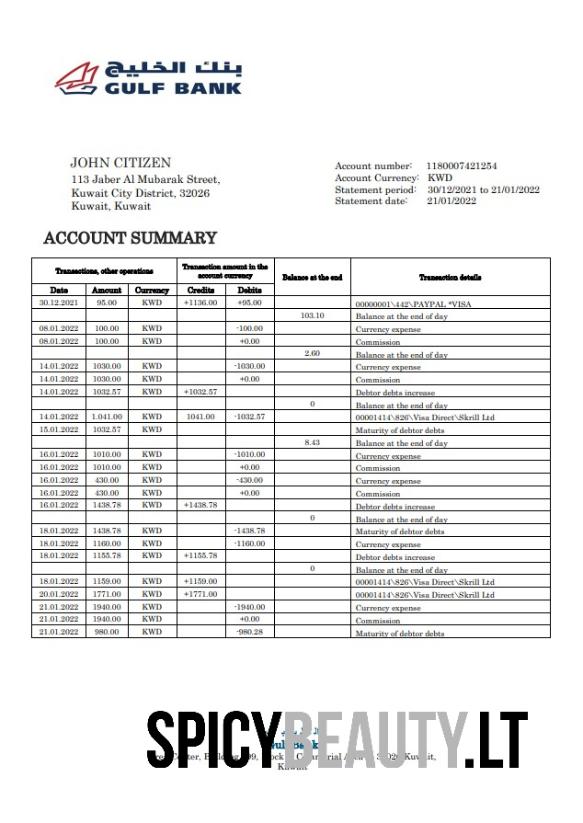 بنك الخليج
GULF BANK
JOHN CITIZEN
113 Jaber Al Mubarak Street,
Kuwait City District, 32026
Kuwait, Kuwait
Account number: 1180007421254
Account Currency: KWD
Statement period: 30/12/2021 to 21/01/2022
Statement date: 21/01/2022
ACCOUNT SUMMARY
Transactions, other operations Transaction amount in the account currency Balance at the end Transaction details
Date Amount Currency Credits Debits
30.12.2021 95.00 KWD +1136.00 +95.00 00000001\442\PAYPAL *VISA
103.10 Balance at the end of day
08.01.2022 100.00 KWD -100.00 Currency expense
08.01.2022 100.00 KWD +0.00 Commission
2.60 Balance at the end of day
14.01.2022 1030.00 KWD -1030.00 Currency expense
14.01.2022 1030.00 KWD +0.00 Commission
14.01.2022 1032.57 KWD +1032.57 Debtor debts increase
0 Balance at the end of day
14.01.2022 1.041.00 KWD 1041.00 -1032.57 00001414\826\Visa Direct\Skrill Ltd
15.01.2022 1032.57 KWD Maturity of debtor debts
8.43 Balance at the end of day
16.01.2022 1010.00 KWD -1010.00 Currency expense
16.01.2022 1010.00 KWD +0.00 Commission
16.01.2022 430.00 KWD -430.00 Currency expense
16.01.2022 430.00 KWD +0.00 Commission
16.01.2022 1438.78 KWD +1438.78 Debtor debts increase
0 Balance at the end of day
18.01.2022 1438.78 KWD -1438.78 Maturity of debtor debts
18.01.2022 1160.00 KWD -1160.00 Currency expense
18.01.2022 1155.78 KWD +1155.78 Debtor debts increase
0 Balance at the end of day
18.01.2022 1159.00 KWD +1159.00 00001414\826\Visa Direct\Skrill Ltd
20.01.2022 1771.00 KWD +1771.00 00001414\826\Visa Direct\Skrill Ltd
21.01.2022 1940.00 KWD -1940.00 Currency expense
21.01.2022 1940.00 KWD +0.00 Commission
21.01.2022 980.00 KWD -980.28 Maturity of debtor debts
SPICYBEAUTY.LT
Kuwait,
Kuwait